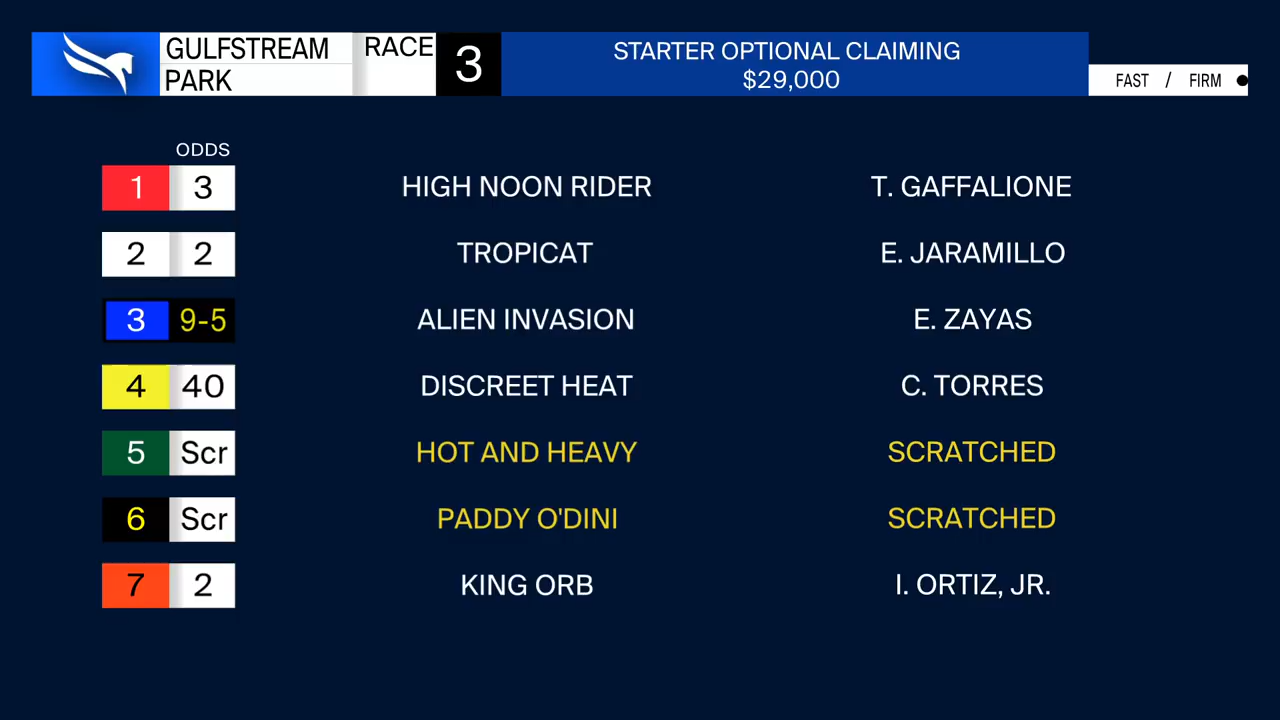 GULFSTREAM PARK RACE 3
STARTER OPTIONAL CLAIMING
$29,000
FAST / FIRM
ODDS
1 3 HIGH NOON RIDER T. GAFFALIONE
2 2 TROPICAT E. JARAMILLO
3 9-5 ALIEN INVASION E. ZAYAS
4 40 DISCREET HEAT C. TORRES
5 Scr HOT AND HEAVY SCRATCHED
6 Scr PADDY O'DINI SCRATCHED
7 2 KING ORB I. ORTIZ, JR.